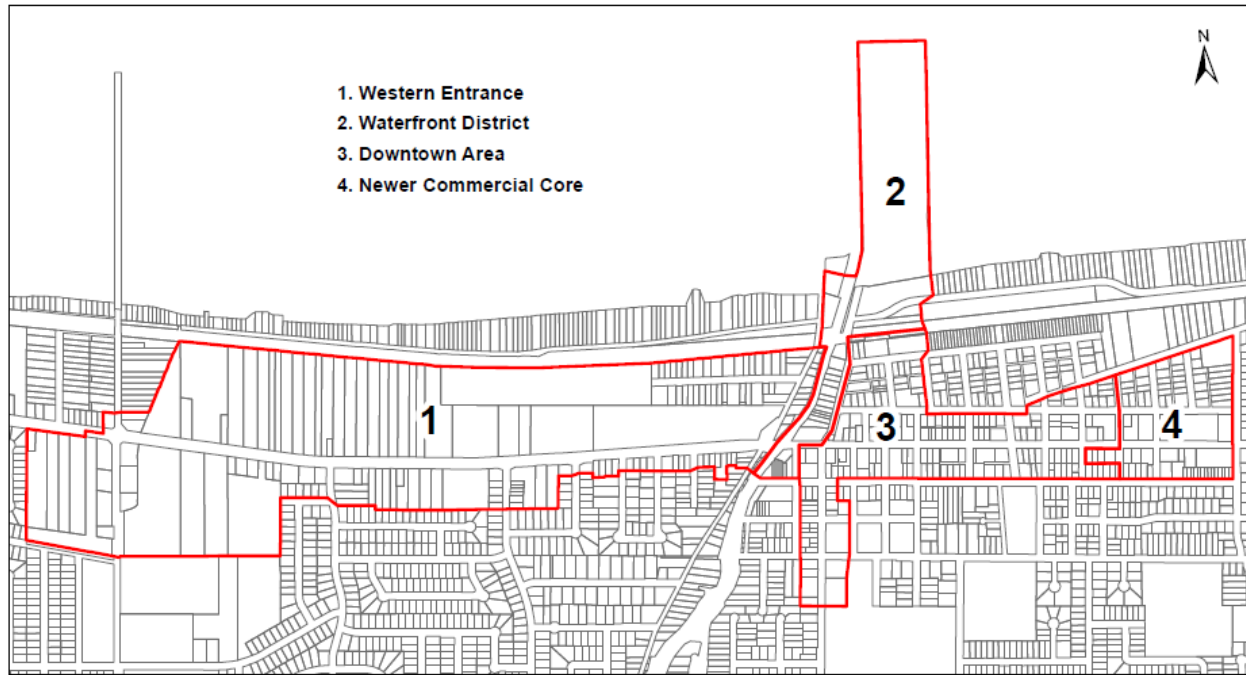 N
1. Western Entrance
2. Waterfront District
3. Downtown Area
4. Newer Commercial Core
2
1
3
4